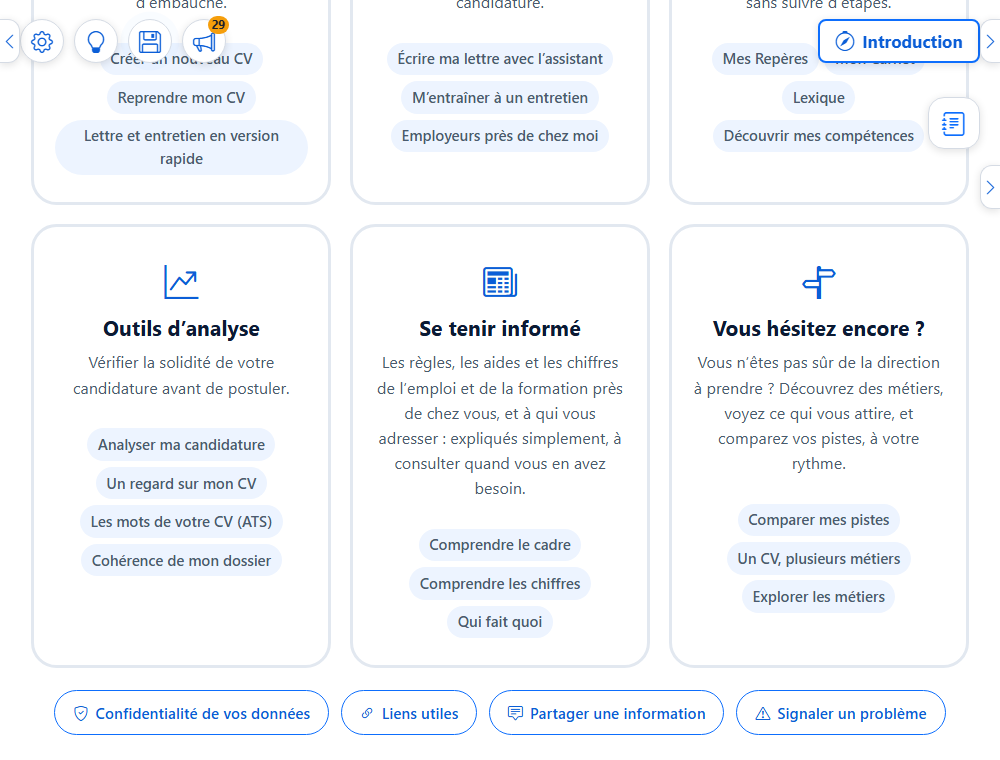 d'embauche.
candidature.
sans suivre d'étapes.
29
Introduction
Créer un nouveau CV
Écrire ma lettre avec l'assistant
Mes Repères
Mon Carnet
Reprendre mon CV
M'entraîner à un entretien
Lexique
Lettre et entretien en version
rapide
Employeurs près de chez moi
Découvrir mes compétences
Outils d'analyse
Vérifier la solidité de votre
candidature avant de postuler.
Analyser ma candidature
Un regard sur mon CV
Les mots de votre CV (ATS)
Cohérence de mon dossier
Se tenir informé
Les règles, les aides et les chiffres
de l'emploi et de la formation près
de chez vous, et à qui vous
adresser : expliqués simplement, à
consulter quand vous en avez
besoin.
Comprendre le cadre
Comprendre les chiffres
Qui fait quoi
Vous hésitez encore ?
Vous n'êtes pas sûr de la direction
à prendre ? Découvrez des métiers,
voyez ce qui vous attire, et
comparez vos pistes, à votre
rythme.
Comparer mes pistes
Un CV, plusieurs métiers
Explorer les métiers
Confidentialité de vos données
Liens utiles
Partager une information
Signaler un problème